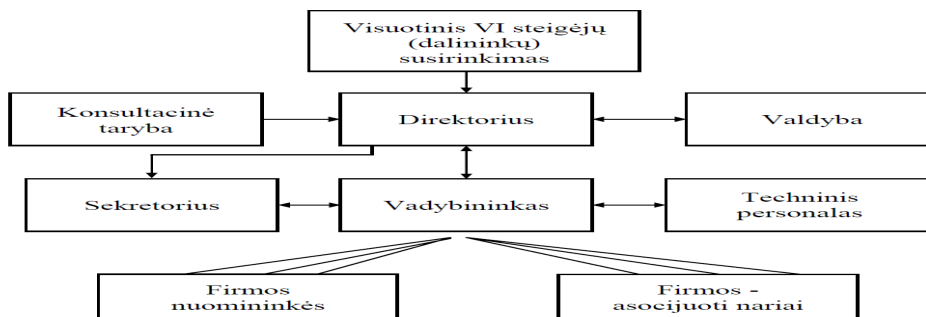 Visuotinis VI steigėjų
(dalininkų)
susirinkimas
Konsultacinė
taryba
Direktorius
Valdyba
Sekretorius
Vadybininkas
Techninis
personalas
Firmos
nuomininkės
Firmos -
asocijuoti nariai